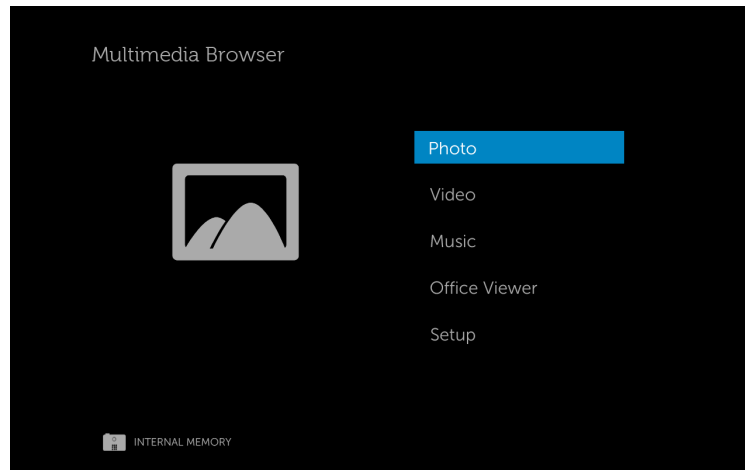 Multimedia Browser
Photo
Video
Music
Office Viewer
Setup
INTERNAL MEMORY